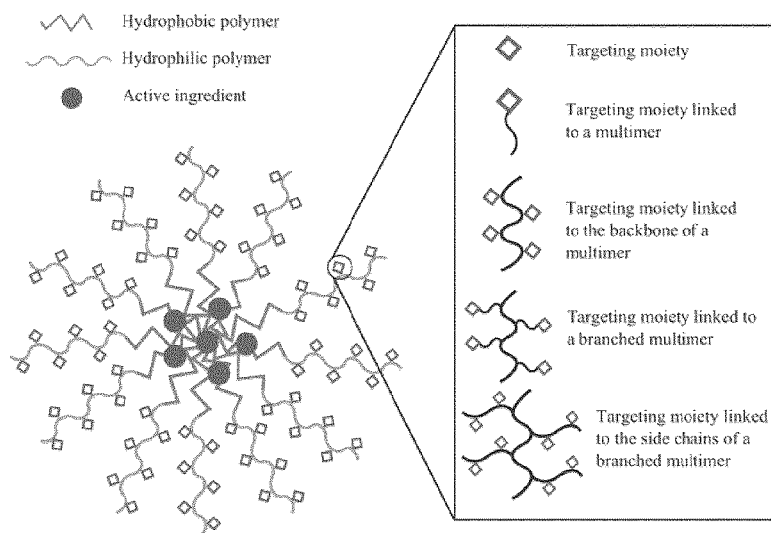 Hydrophobic polymer
Hydrophilic polymer
Active ingredient
Targeting moiety
Targeting moiety linked
to a multimer
Targeting moiety linked
to the backbone of a
multimer
Targeting moiety linked to
a branched multimer
Targeting moiety linked
to the side chains of a
branched multimer